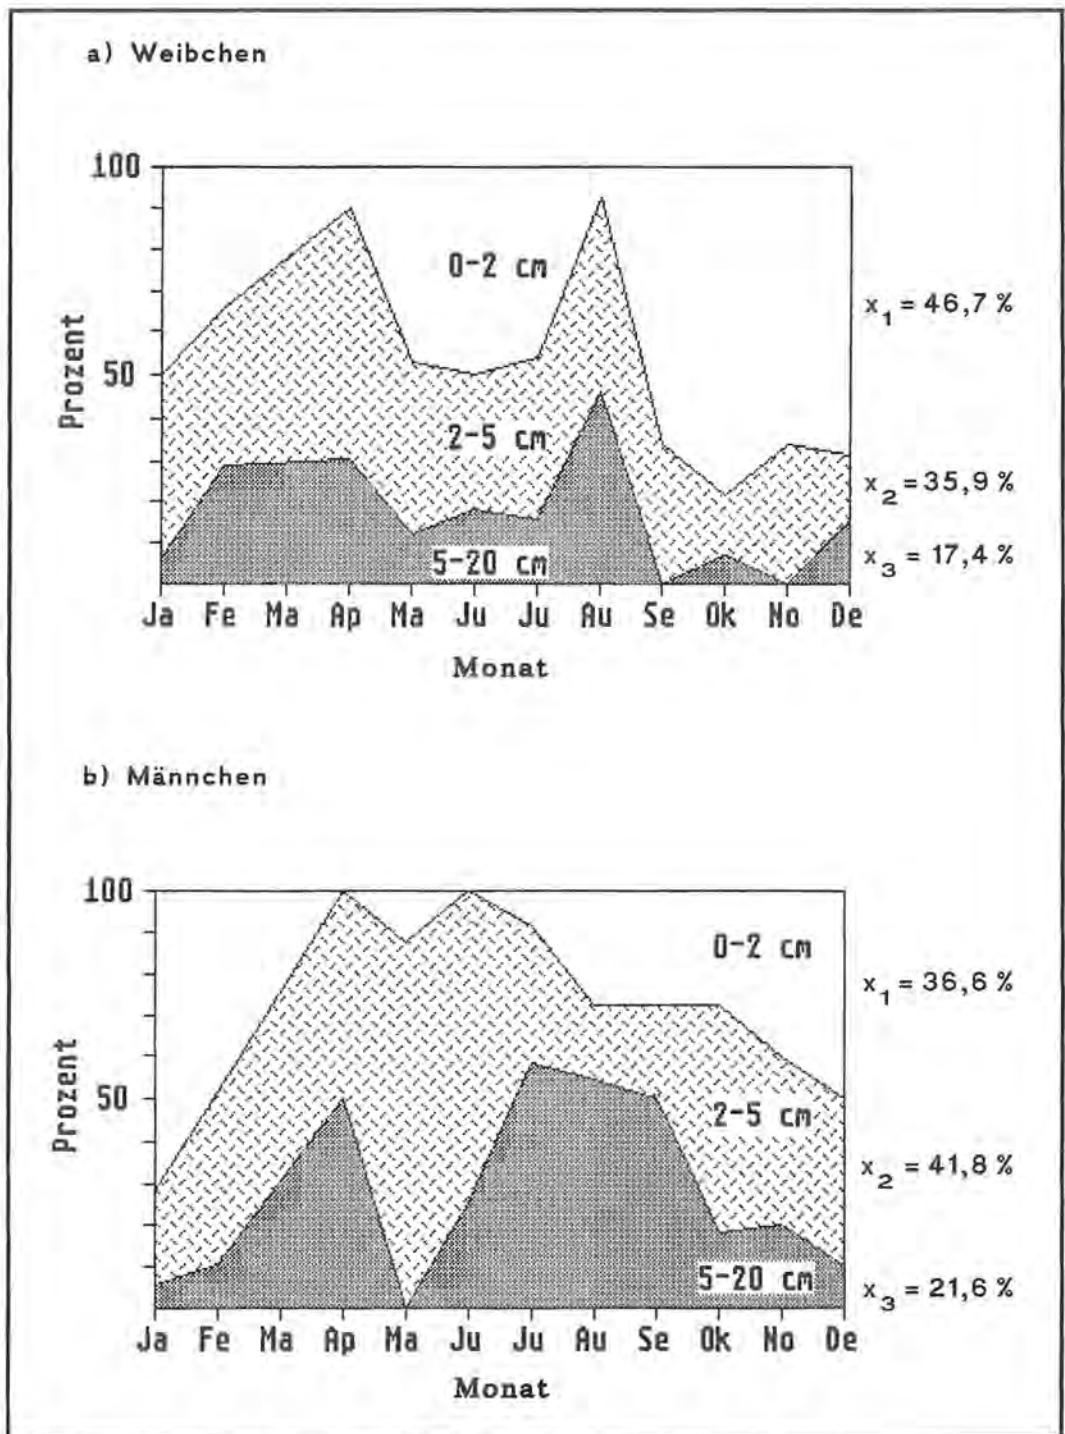 a) Weibchen
100
0-2 cm
x1 = 46,7 %
Prozent
50
2-5 cm
x2 = 35,9 %
5-20 cm
x3 = 17,4 %
Ja Fe Ma Ap Ma Ju Ju Au Se Ok No De
Monat
b) Männchen
100
0-2 cm
x1 = 36,6 %
Prozent
50
2-5 cm
x2 = 41,8 %
5-20 cm
x3 = 21,6 %
Ja Fe Ma Ap Ma Ju Ju Au Se Ok No De
Monat